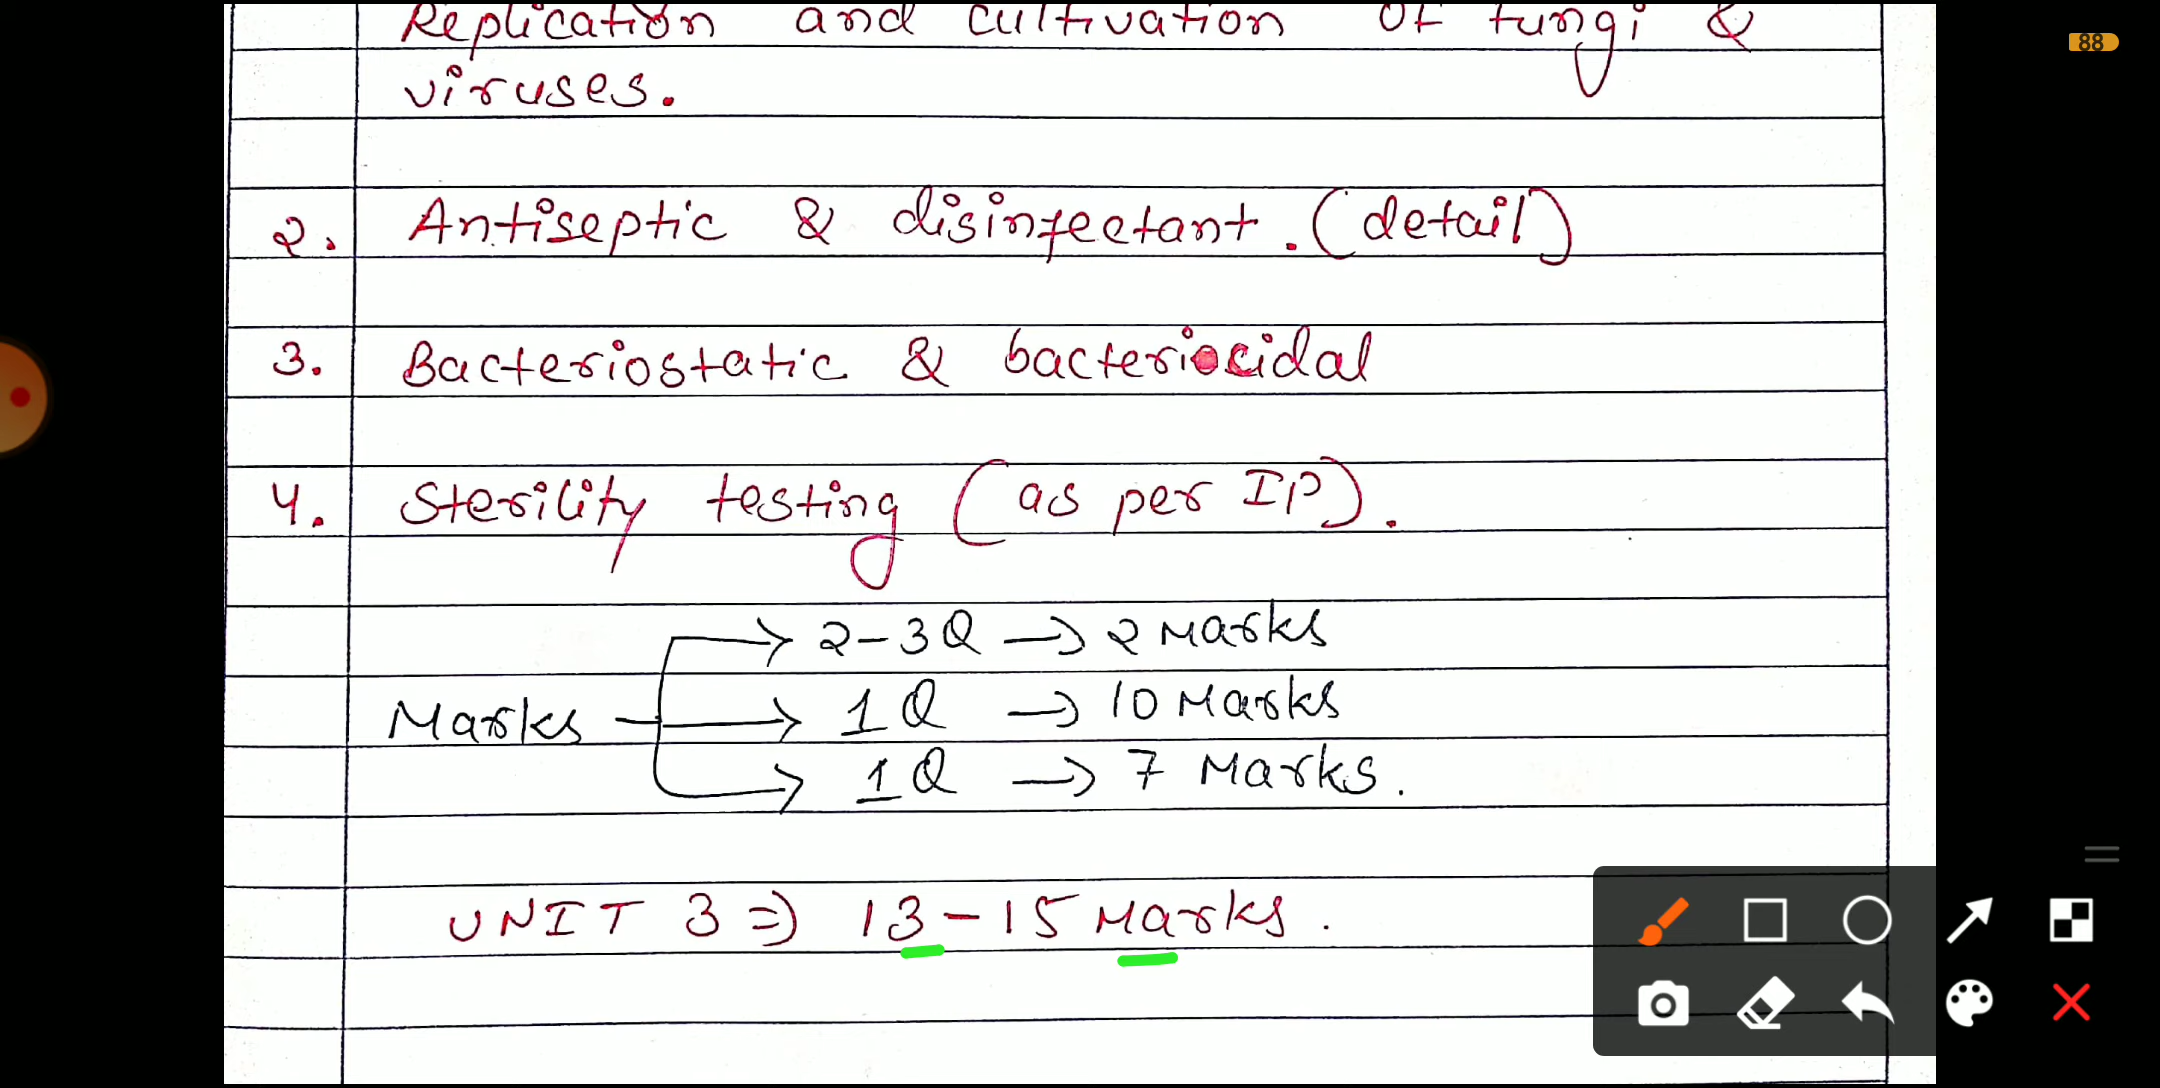 Replication and cultivation of fungi &
viruses.
2. Antiseptic & disinfectant. (detail)
3. Bacteriostatic & bacteriocidal
4. Sterility testing (as per IP).
2-3Q → 2 Marks
Marks → 1Q → 10 Marks
1Q → 7 Marks.
UNIT 3 ⇒ 13-15 Marks.
88